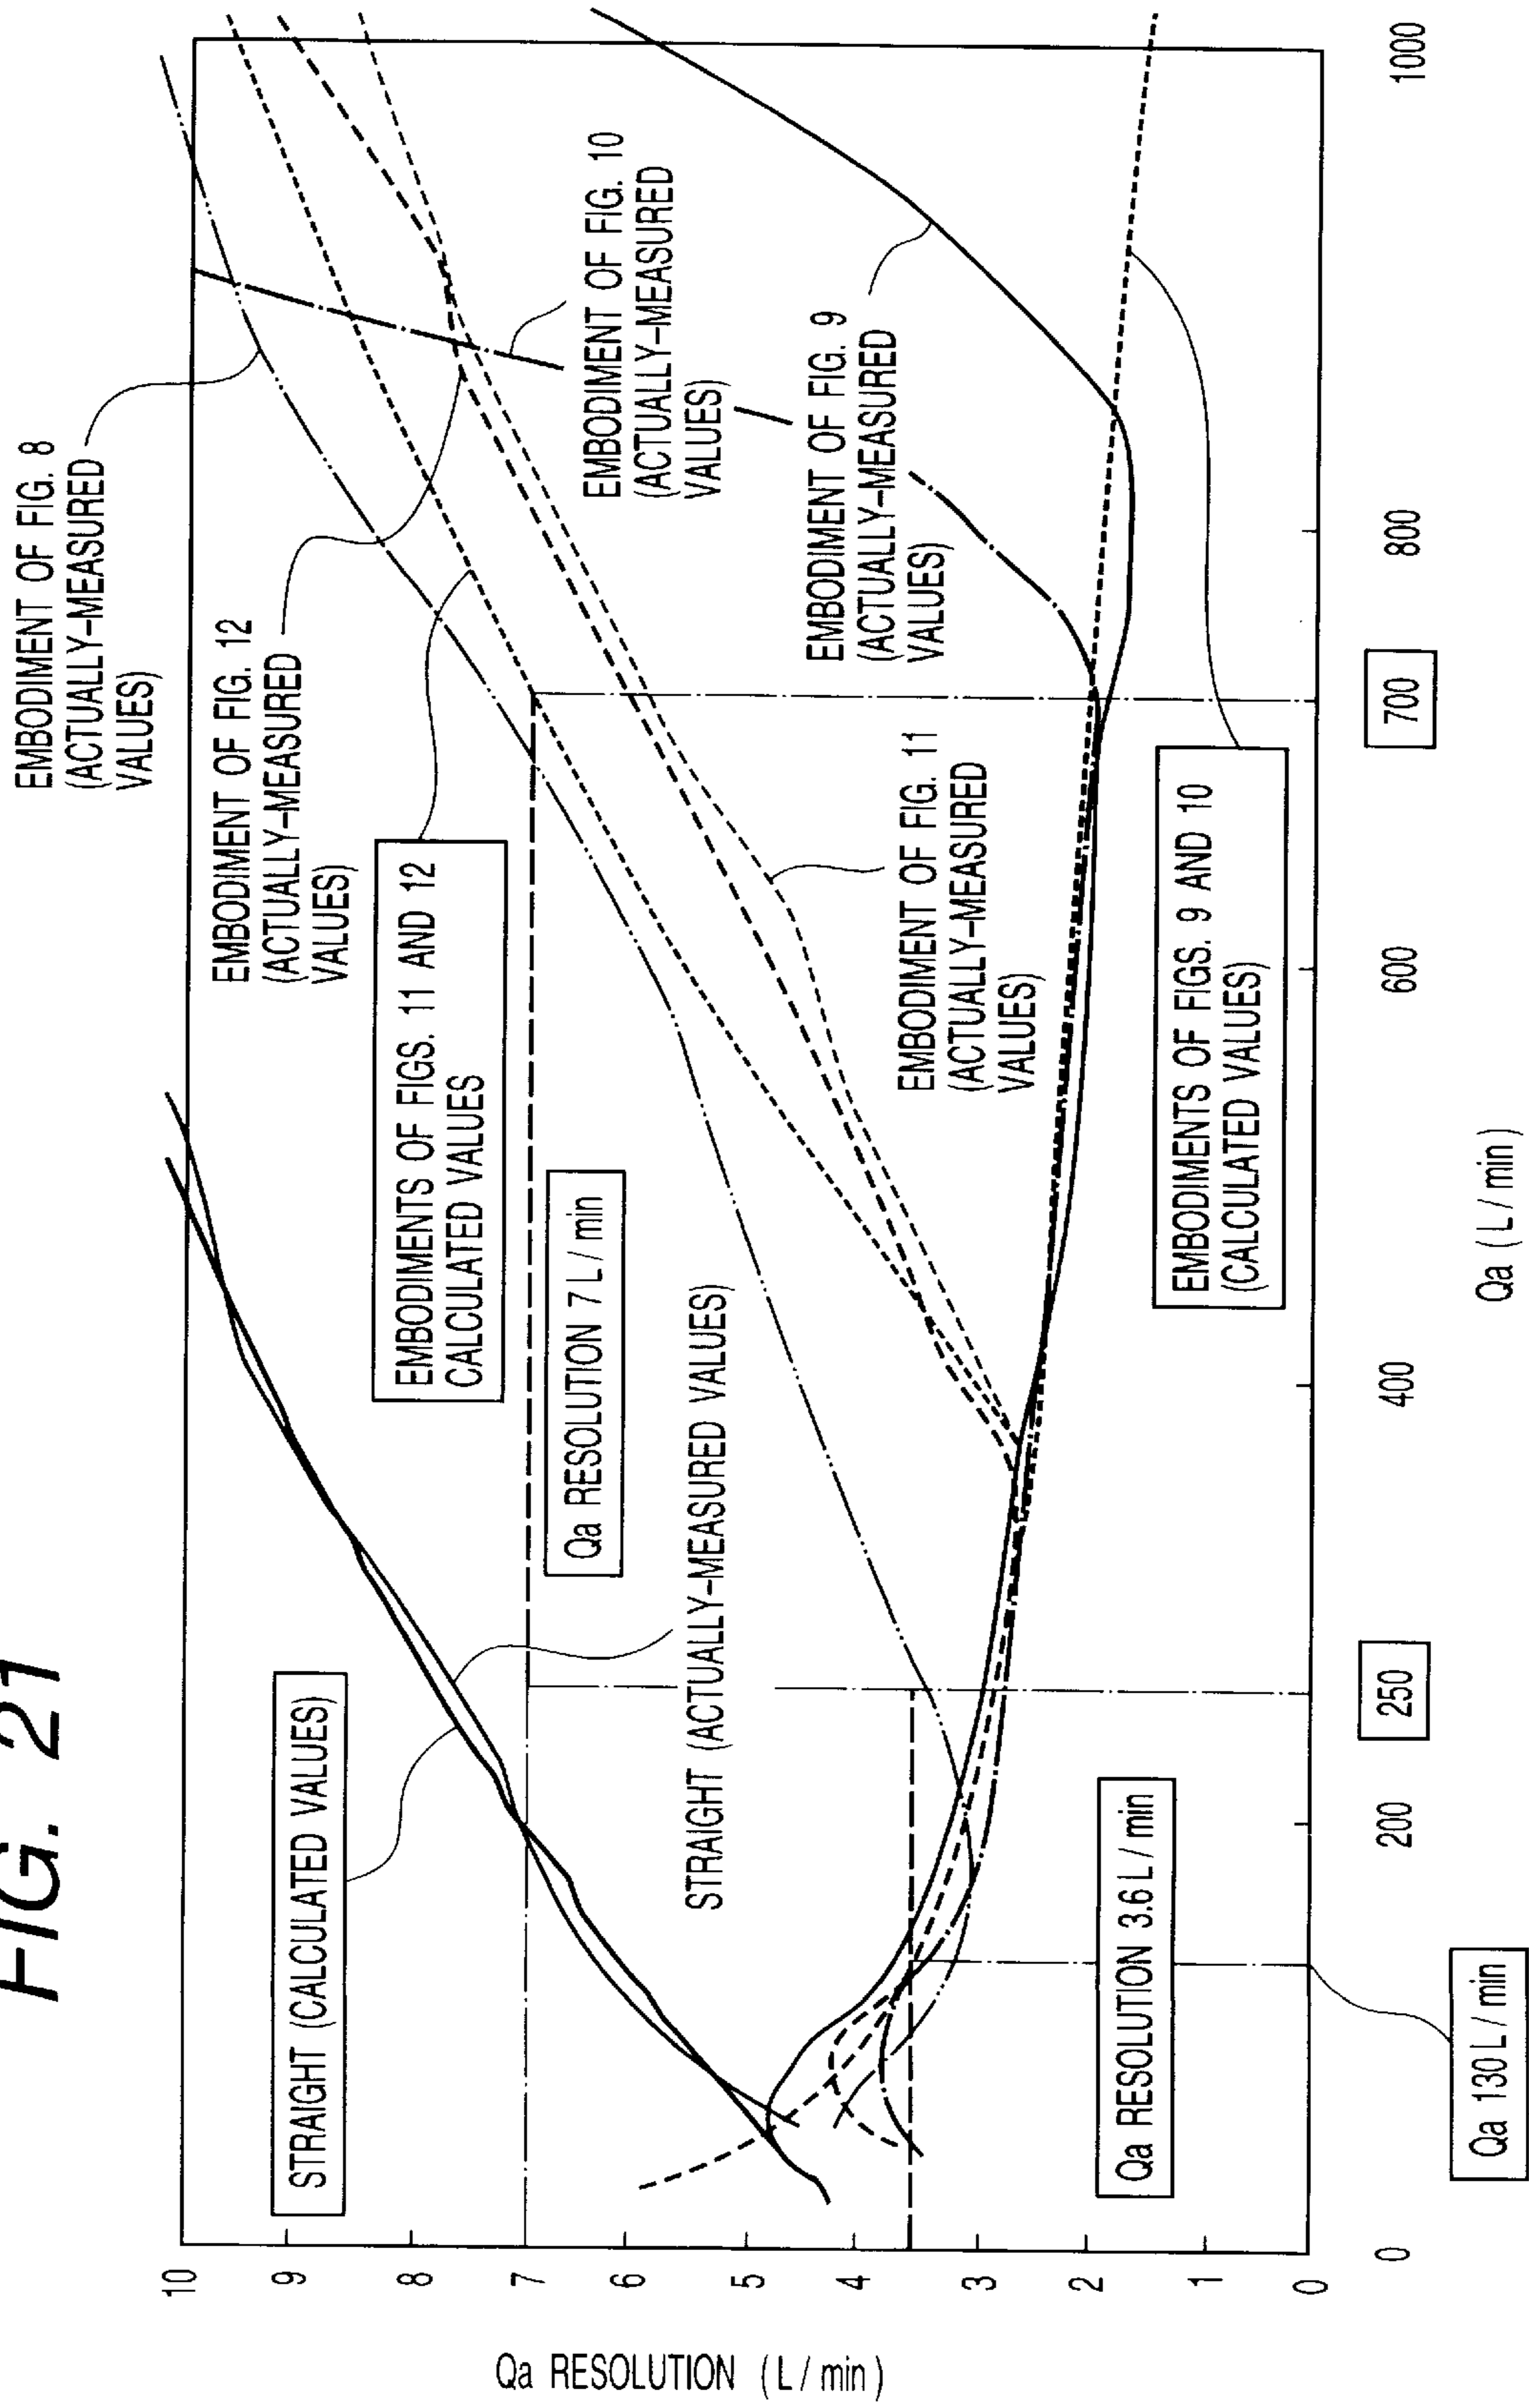 FIG. 21
EMBODIMENT OF FIG. 8
(ACTUALLY-MEASURED
VALUES)
EMBODIMENT OF FIG. 12
(ACTUALLY-MEASURED
VALUES)
STRAIGHT (CALCULATED VALUES)
EMBODIMENTS OF FIGS. 11 AND 12
CALCULATED VALUES
Qa RESOLUTION 7 L / min
STRAIGHT (ACTUALLY-MEASURED VALUES)
EMBODIMENT OF FIG. 10
(ACTUALLY-MEASURED
VALUES)
EMBODIMENT OF FIG. 9
(ACTUALLY-MEASURED
VALUES)
EMBODIMENT OF FIG. 11
(ACTUALLY-MEASURED
VALUES)
Qa RESOLUTION 3.6 L / min
EMBODIMENTS OF FIGS. 9 AND 10
(CALCULATED VALUES)
Qa RESOLUTION (L / min)
10
9
8
7
6
5
4
3
2
1
0
0
200
250
400
600
700
800
1000
Qa 130 L / min
Qa (L / min)